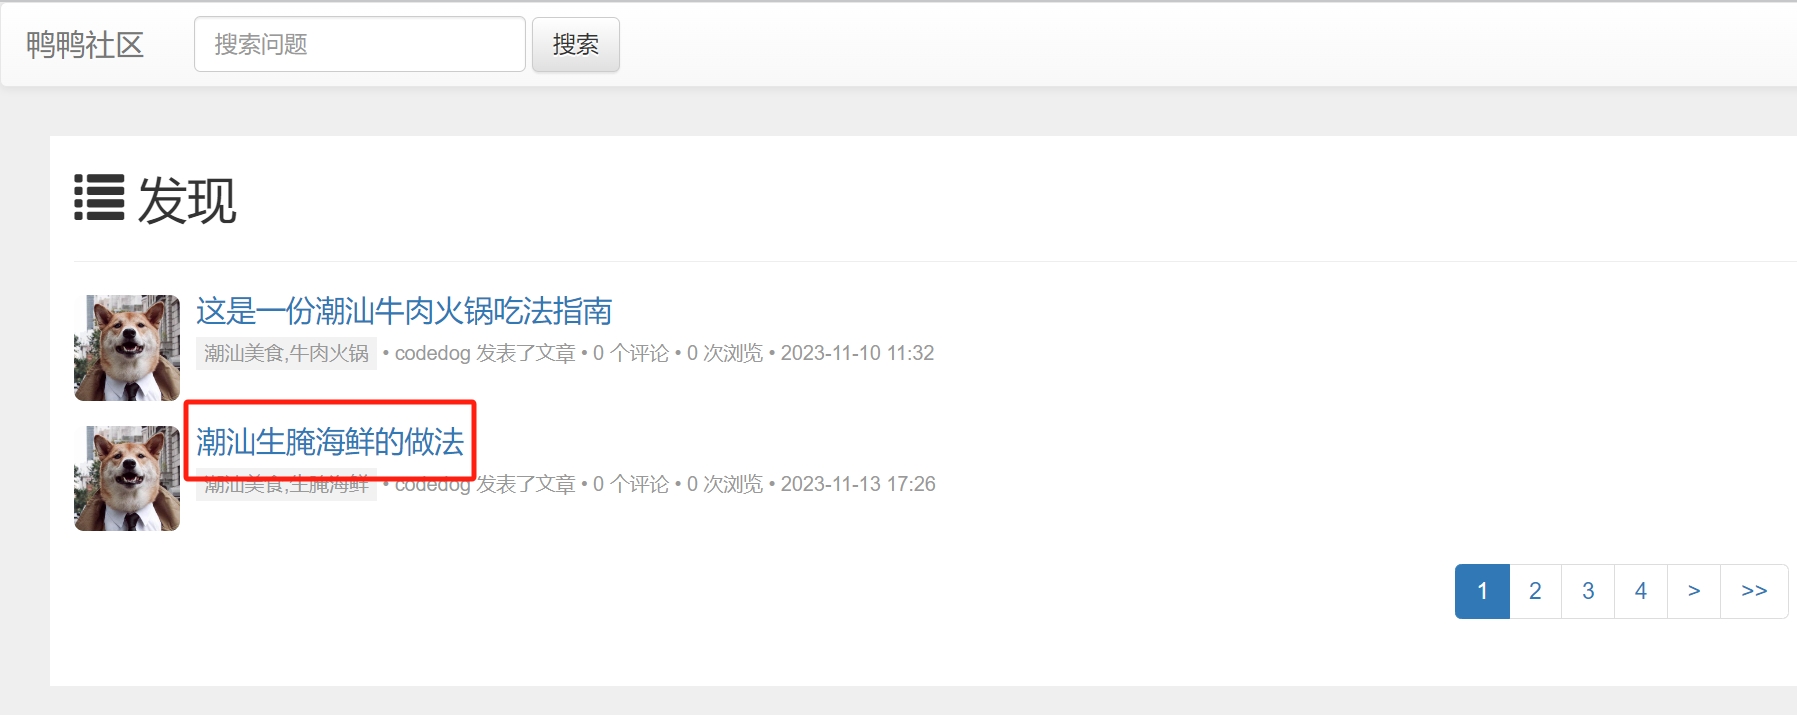 鸭鸭社区 搜索问题 搜索
发现
这是一份潮汕牛肉火锅吃法指南
潮汕美食,牛肉火锅 • codedog 发表了文章 • 0 个评论 • 0 次浏览 • 2023-11-10 11:32
潮汕生腌海鲜的做法
潮汕美食,生腌海鲜 • codedog 发表了文章 • 0 个评论 • 0 次浏览 • 2023-11-13 17:26
1 2 3 4 > >>